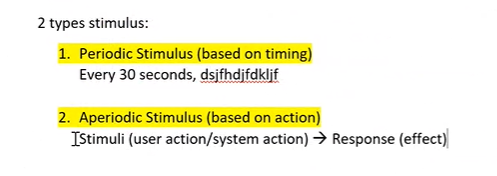 2 types stimulus:
1. Periodic Stimulus (based on timing)
Every 30 seconds, dsjfhdjfdkljf
2. Aperiodic Stimulus (based on action)
Stimuli (user action/system action) → Response (effect)